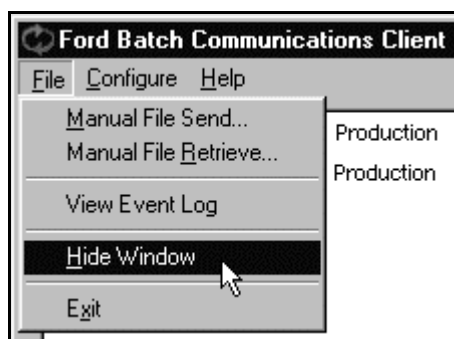 Ford Batch Communications Client
File Configure Help
Manual File Send...
Production
Manual File Retrieve...
Production
View Event Log
Hide Window
Exit